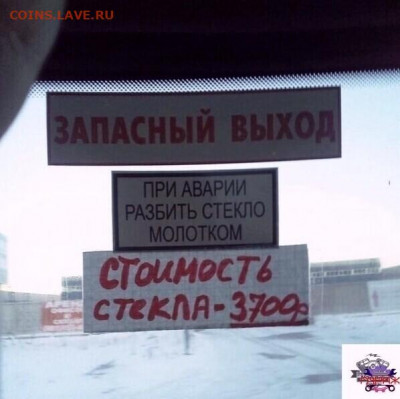 COINS.LAVE.RU
ЗАПАСНЫЙ ВЫХОД
ПРИ АВАРИИ
РАЗБИТЬ СТЕКЛО
МОЛОТКОМ
СТОИМОСТЬ
СТЕКЛА-3700р